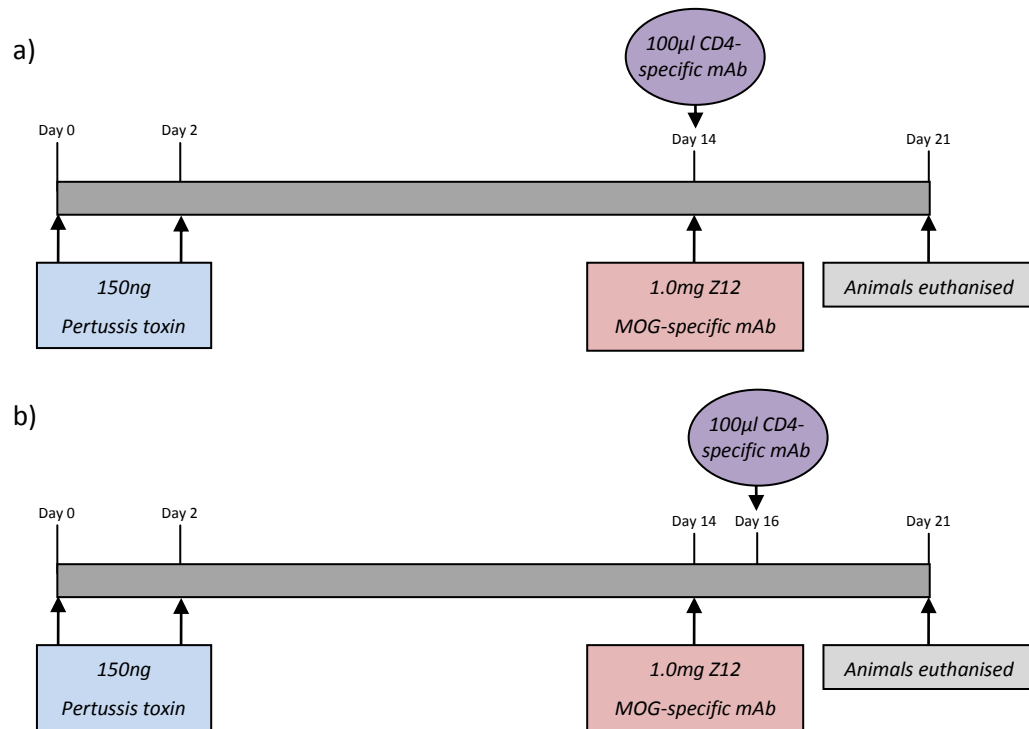 a)
100µl CD4-
specific mAb
Day 0
Day 2
Day 14
Day 21
150ng
Pertussis toxin
1.0mg Z12
MOG-specific mAb
Animals euthanised
b)
100µl CD4-
specific mAb
Day 0
Day 2
Day 14
Day 16
Day 21
150ng
Pertussis toxin
1.0mg Z12
MOG-specific mAb
Animals euthanised